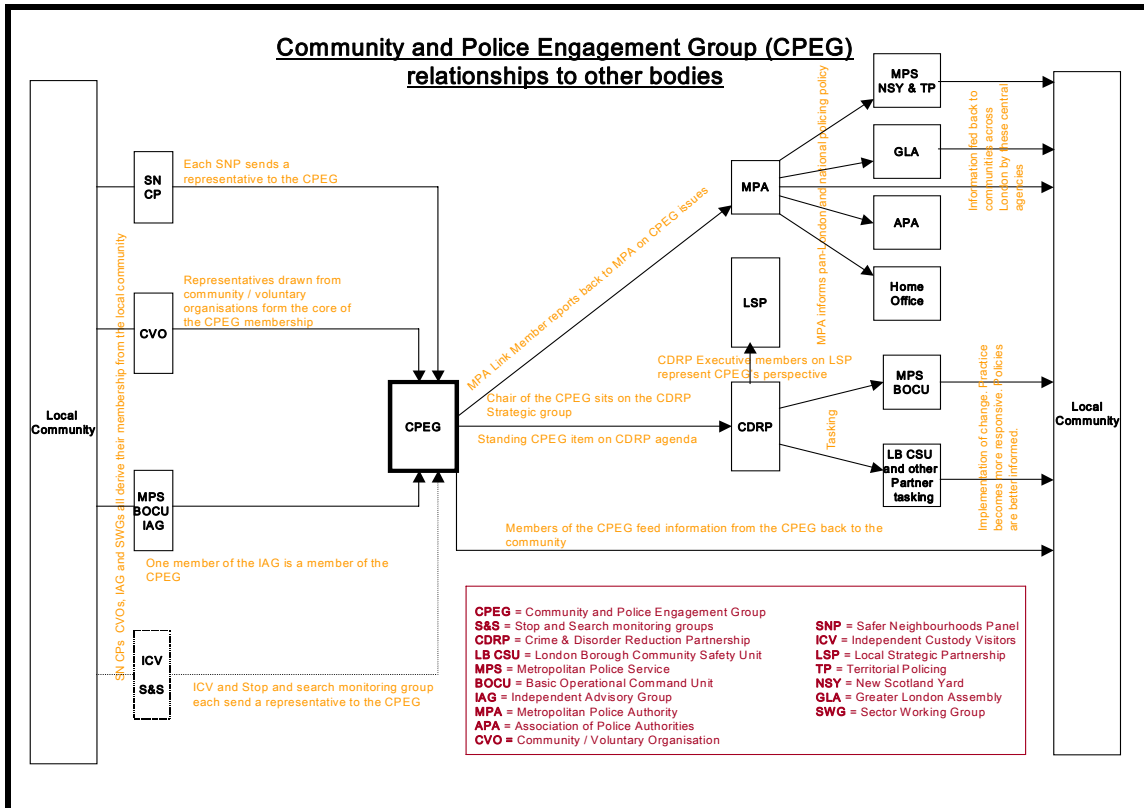 Community and Police Engagement Group (CPEG)
relationships to other bodies
Local
Community
SN CPs CVOs, IAG and SWGs all derive their membership from the local community
SN
CP
Each SNP sends a
representative to the CPEG
CVO
Representatives drawn from
community / voluntary
organisations form the core of
the CPEG membership
MPS
BOCU
IAG
One member of the IAG is a member of the
CPEG
ICV
S&S
ICV and Stop and search monitoring group
each send a representative to the CPEG
CPEG
MPA Link Member reports back to MPA on CPEG issues
Chair of the CPEG sits on the CDRP
Strategic group
Standing CPEG item on CDRP agenda
Members of the CPEG feed information from the CPEG back to the
community
MPA
MPA informs pan-London and national policing policy
LSP
CDRP Executive members on LSP
represent CPEG's perspective
CDRP
Tasking
MPS
NSY & TP
GLA
APA
Home
Office
MPS
BOCU
LB CSU
and other
Partner
tasking
Information fed back to
communities across
London by these central
agencies
Implementation of change. Practice
becomes more responsive. Policies
are better informed.
Local
Community
CPEG = Community and Police Engagement Group
S&S = Stop and Search monitoring groups
CDRP = Crime & Disorder Reduction Partnership
LB CSU = London Borough Community Safety Unit
MPS = Metropolitan Police Service
BOCU = Basic Operational Command Unit
IAG = Independent Advisory Group
MPA = Metropolitan Police Authority
APA = Association of Police Authorities
CVO = Community / Voluntary Organisation
SNP = Safer Neighbourhoods Panel
ICV = Independent Custody Visitors
LSP = Local Strategic Partnership
TP = Territorial Policing
NSY = New Scotland Yard
GLA = Greater London Assembly
SWG = Sector Working Group